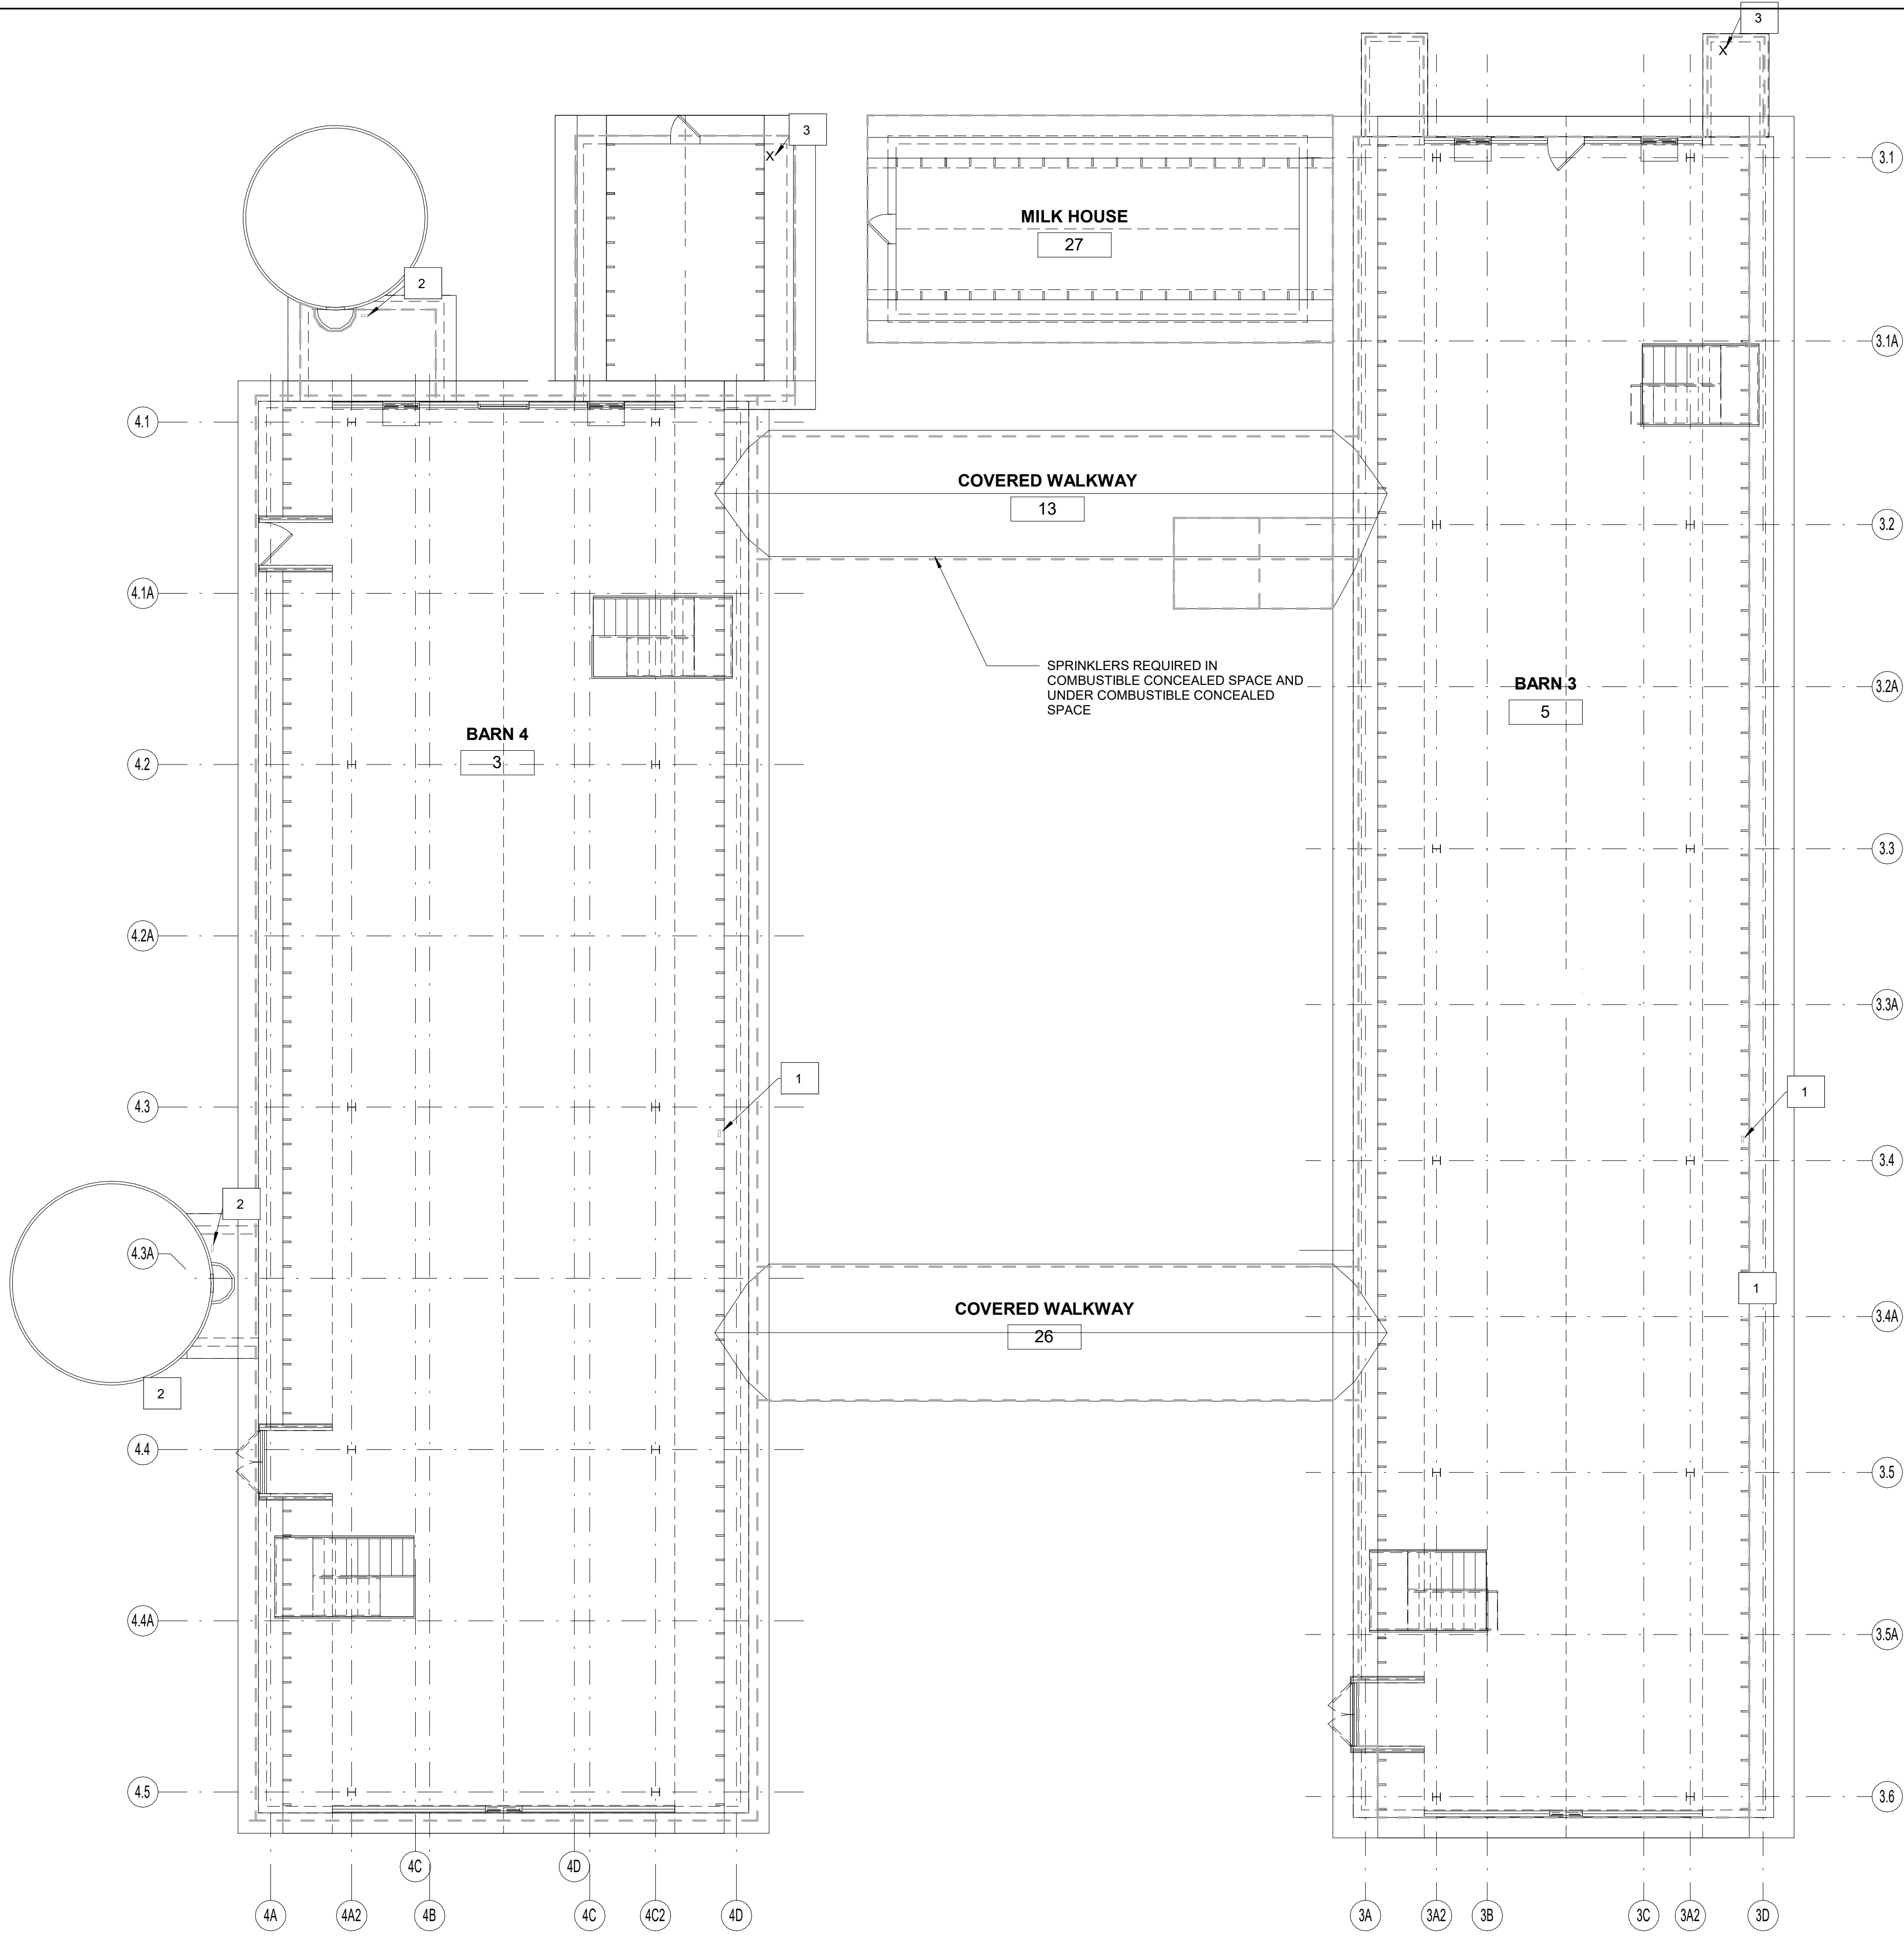 3
3
X
X
3.1
MILK HOUSE
27
2
3.1A
4.1
COVERED WALKWAY
13
3.2
4.1A
SPRINKLERS REQUIRED IN
COMBUSTIBLE CONCEALED SPACE AND
UNDER COMBUSTIBLE CONCEALED
SPACE
BARN 3
5
3.2A
BARN 4
3
4.2
3.3
4.2A
3.3A
1
1
4.3
3.4
2
4.3A
1
COVERED WALKWAY
26
3.4A
2
4.4
3.5
4.4A
3.5A
4.5
3.6
4C
4D
4A
4A2
4B
4C
4C2
4D
3A
3A2
3B
3C
3A2
3D